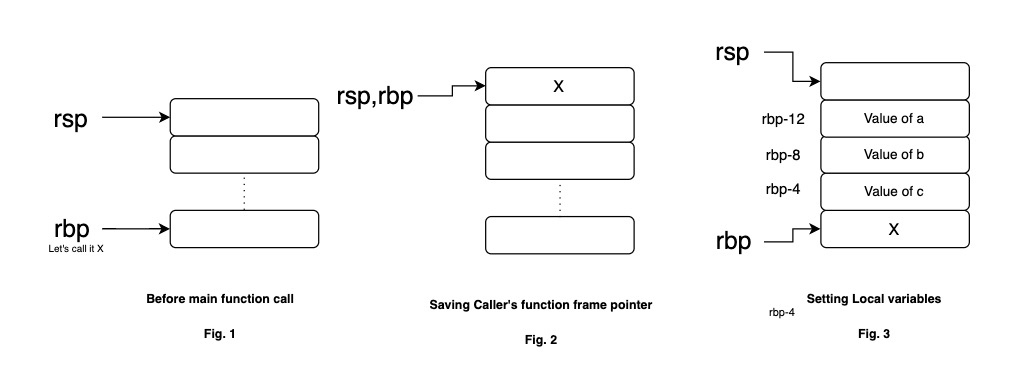 rsp
rbp
Let's call it X
Before main function call
Fig. 1
rsp,rbp
X
Saving Caller's function frame pointer
Fig. 2
rsp
rbp-12
Value of a
rbp-8
Value of b
rbp-4
Value of c
rbp
X
Setting Local variables
rbp-4
Fig. 3